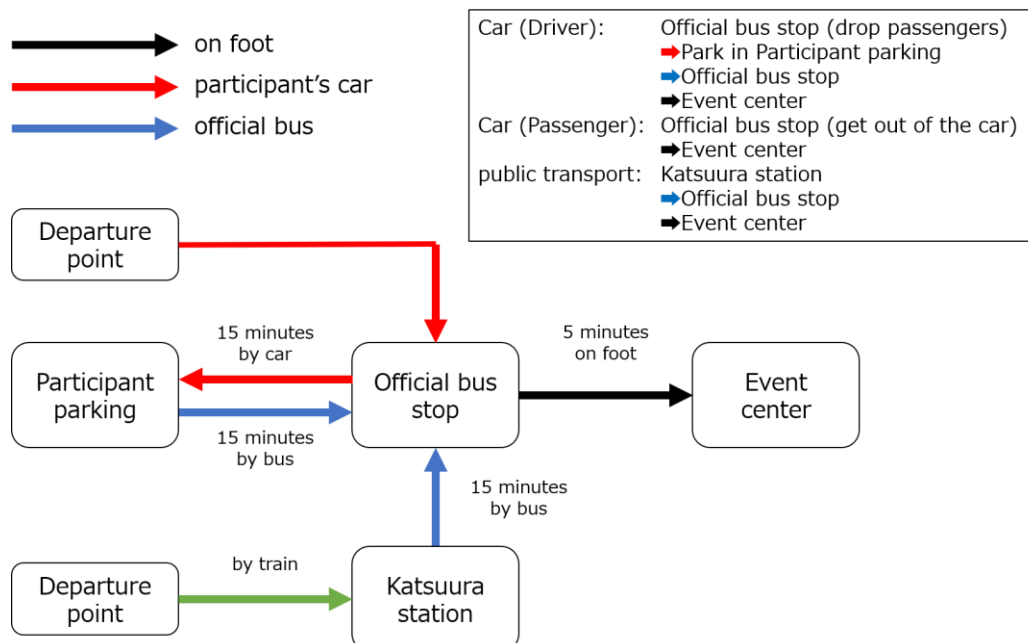 on foot
participant's car
official bus
Car (Driver): Official bus stop (drop passengers)
➡Park in Participant parking
➡Official bus stop
➡Event center
Car (Passenger): Official bus stop (get out of the car)
➡Event center
public transport: Katsuura station
➡Official bus stop
➡Event center
Departure
point
15 minutes
by car
5 minutes
on foot
Participant
parking
Official bus
stop
Event
center
15 minutes
by bus
15 minutes
by bus
Departure
point
by train
Katsuura
station